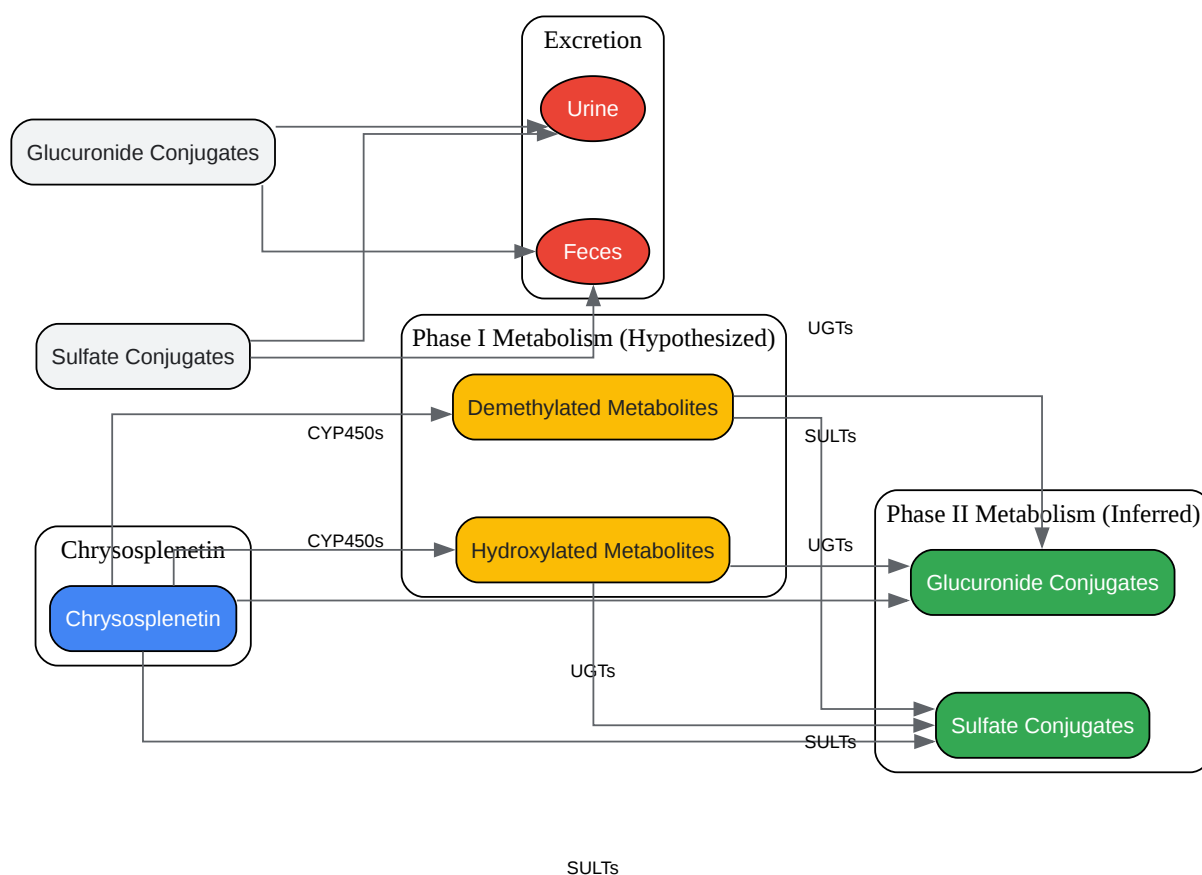 Excretion
Urine
Glucuronide Conjugates
Feces
Sulfate Conjugates
Phase I Metabolism (Hypothesized)
UGTs
Demethylated Metabolites
CYP450s
SULTs
Phase II Metabolism (Inferred)
Chrysosplenetin
CYP450s
Hydroxylated Metabolites
UGTs
Glucuronide Conjugates
Chrysosplenetin
UGTs
Sulfate Conjugates
SULTs
SULTs